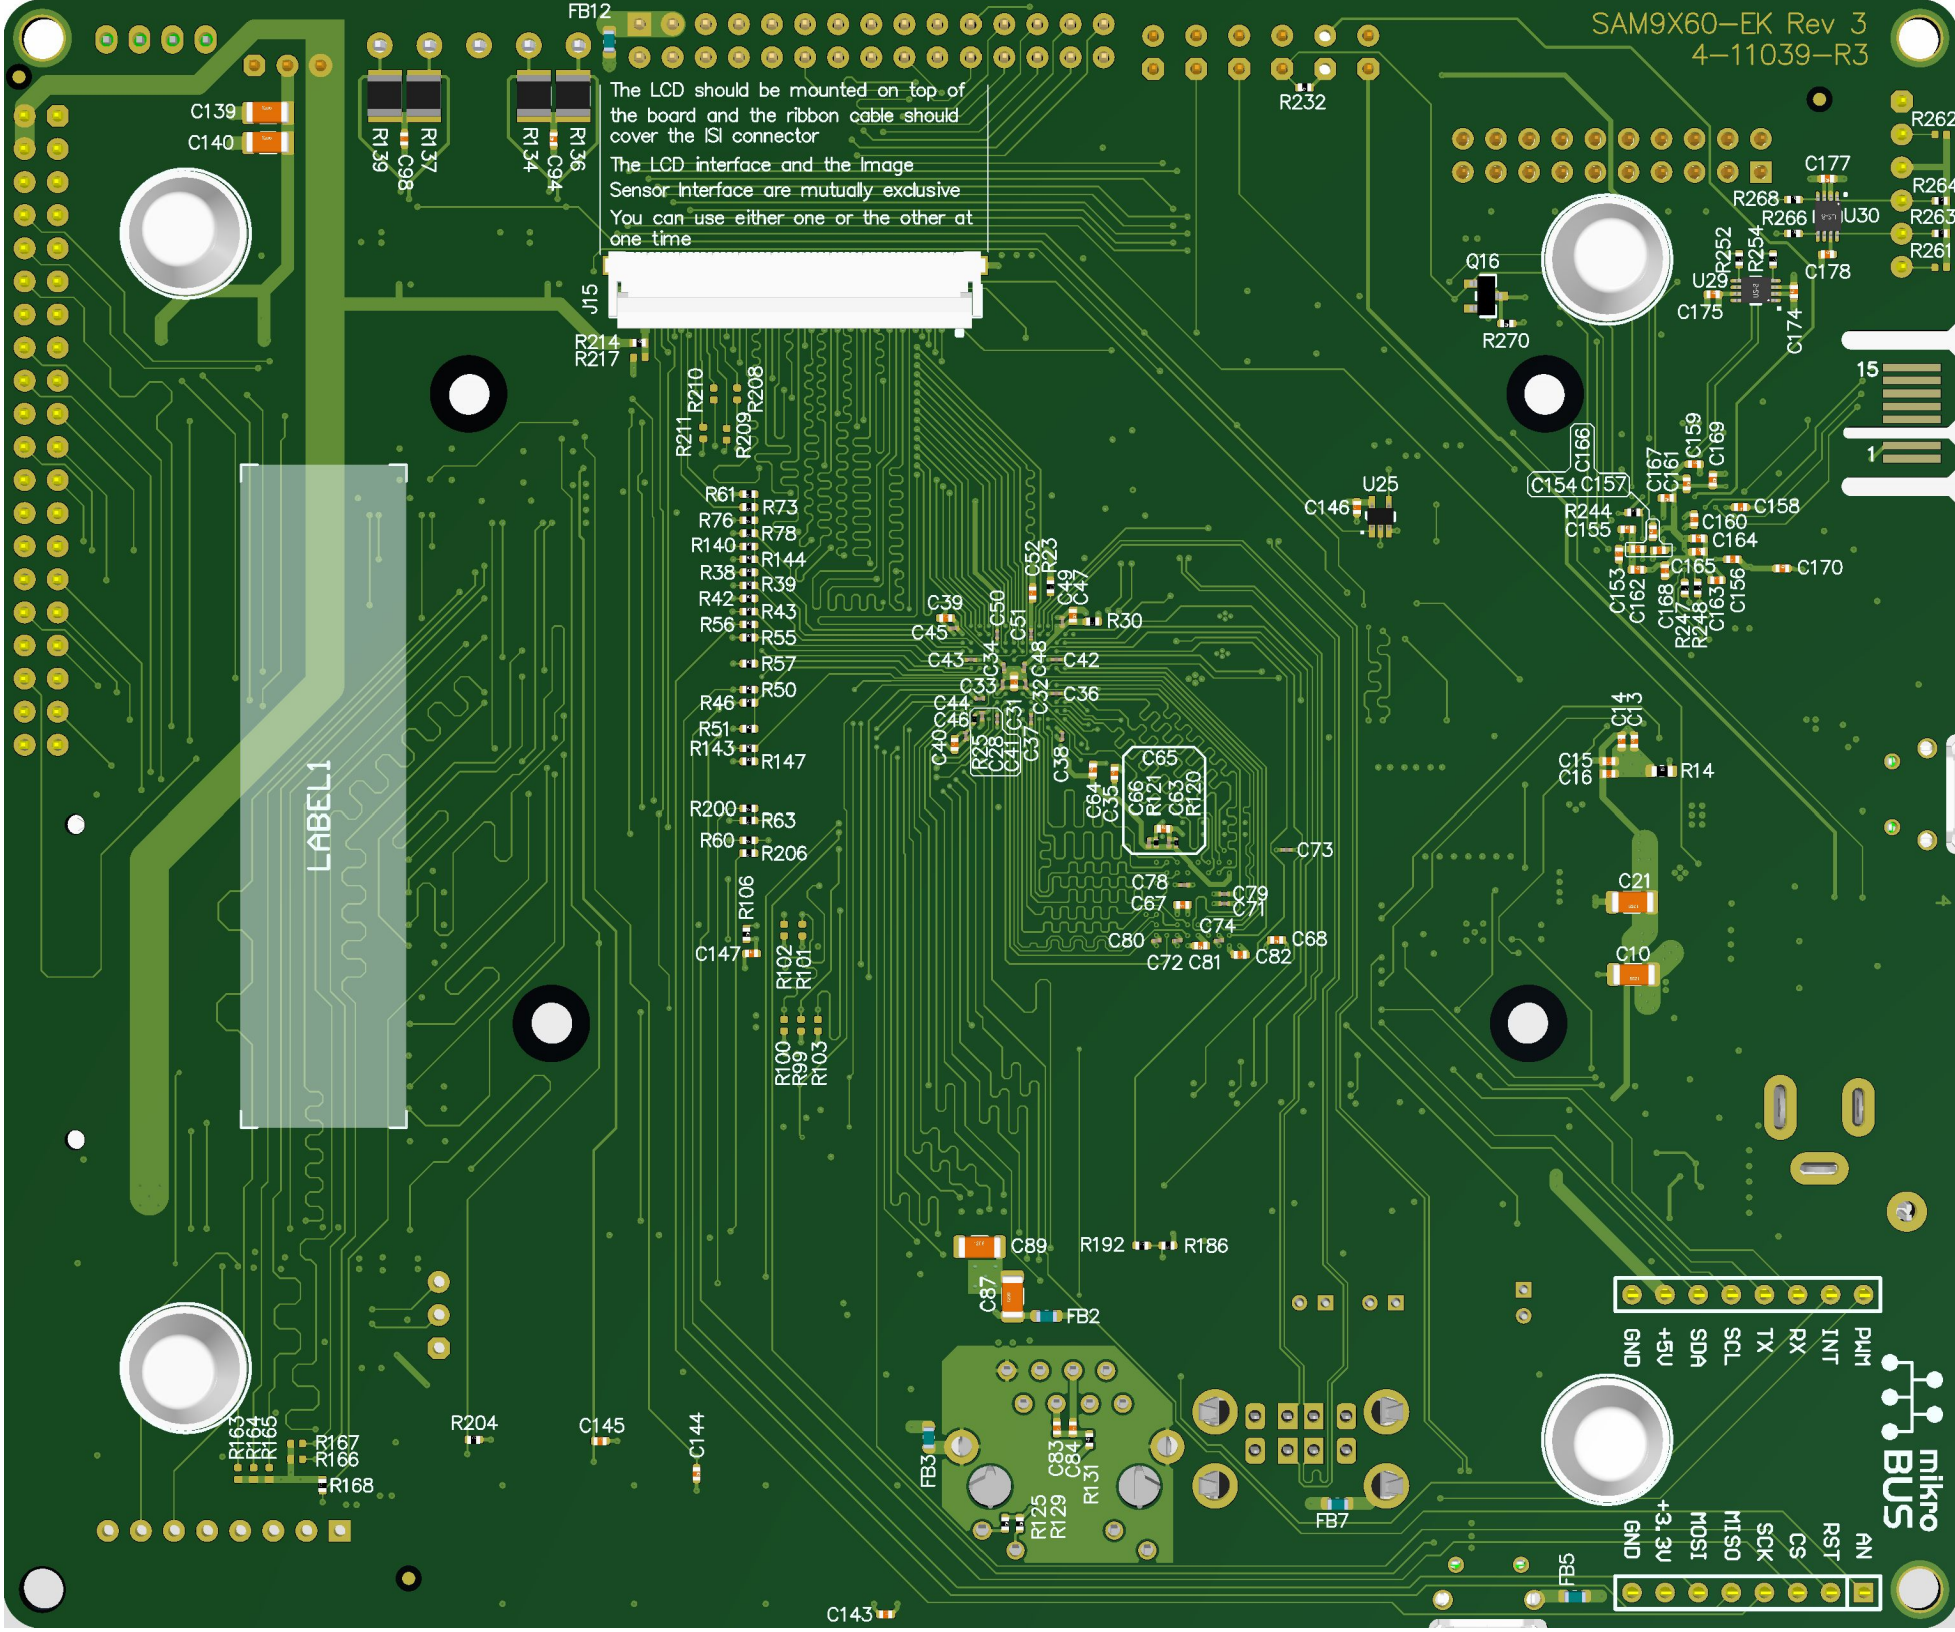 FB12
SAM9X60-EK Rev 3
4-11039-R3
The LCD should be mounted on top of
the board and the ribbon cable should
cover the ISI connector
The LCD interface and the Image
Sensor Interface are mutually exclusive
You can use either one or the other at
one time
C139
C140
R139
C98
R137
R134
C94
R136
R232
R262
C177
R264
R268
R266
U30
R263
R261
R252
R254
C178
Q16
U29
C175
C174
R270
J15
R214
R217
R210
R208
R211
R209
15
1
C166
C154
C157
C167
C161
C159
C169
C158
R244
C155
C160
C164
C165
C170
C153
C162
C168
R247
R248
C163
C156
U25
C146
R61
R73
R76
R78
R140
R144
R38
R39
R42
R43
R56
R55
R57
R50
R46
R51
R143
R147
R200
R63
R60
R206
R106
C147
R102
R101
R100
R99
R103
C52
R23
C49
C47
R30
C39
C45
C50
C51
C43
C34
C48
C42
C33
C32
C36
C44
C46
C40
R25
C28
C31
C41
C37
C38
C64
C35
C65
C66
R121
C63
R120
C73
C78
C79
C67
C71
C74
C80
C72
C81
C82
C68
C14
C13
C15
C16
R14
C21
C10
LABEL1
4
C89
C87
FB2
R192
R186
GND
+5V
SDA
SCL
TX
RX
INT
PWM
mikro
BUS
GND
+3.3V
MOSI
MISO
SCK
CS
RST
AN
R163
R164
R165
R167
R166
R168
R204
C145
C144
FB3
C83
C84
R131
R125
R129
FB7
FB5
C143